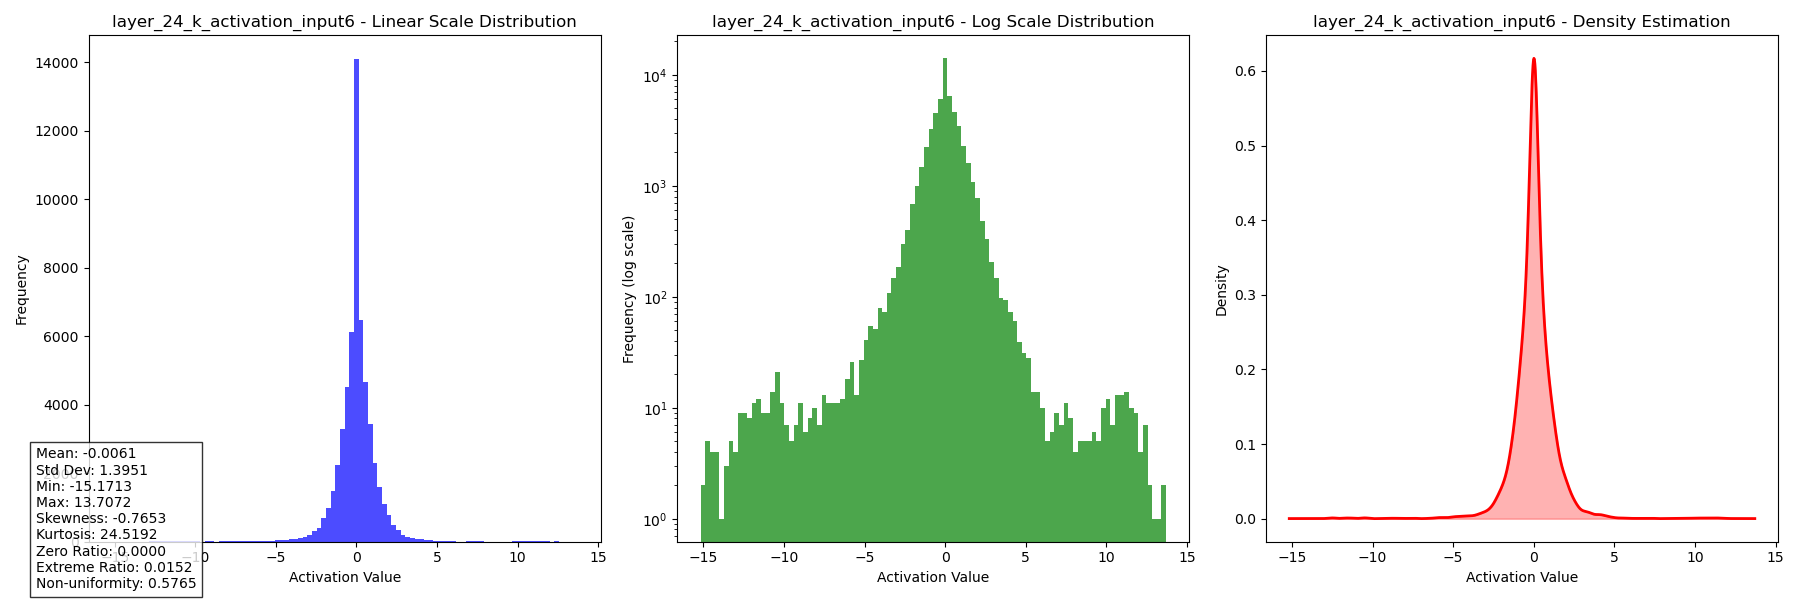 layer_24_k_activation_input6 - Linear Scale Distribution
14000
12000
10000
8000
6000
4000
2000
Frequency
−10
−5
0
5
10
15
Activation Value
Mean: -0.0061
Std Dev: 1.3951
Min: -15.1713
Max: 13.7072
Skewness: -0.7653
Kurtosis: 24.5192
Zero Ratio: 0.0000
Extreme Ratio: 0.0152
Non-uniformity: 0.5765
layer_24_k_activation_input6 - Log Scale Distribution
10⁴
10³
10²
10¹
10⁰
Frequency (log scale)
−15
−10
−5
0
5
10
15
Activation Value
layer_24_k_activation_input6 - Density Estimation
0.6
0.5
0.4
0.3
0.2
0.1
0.0
Density
−15
−10
−5
0
5
10
15
Activation Value